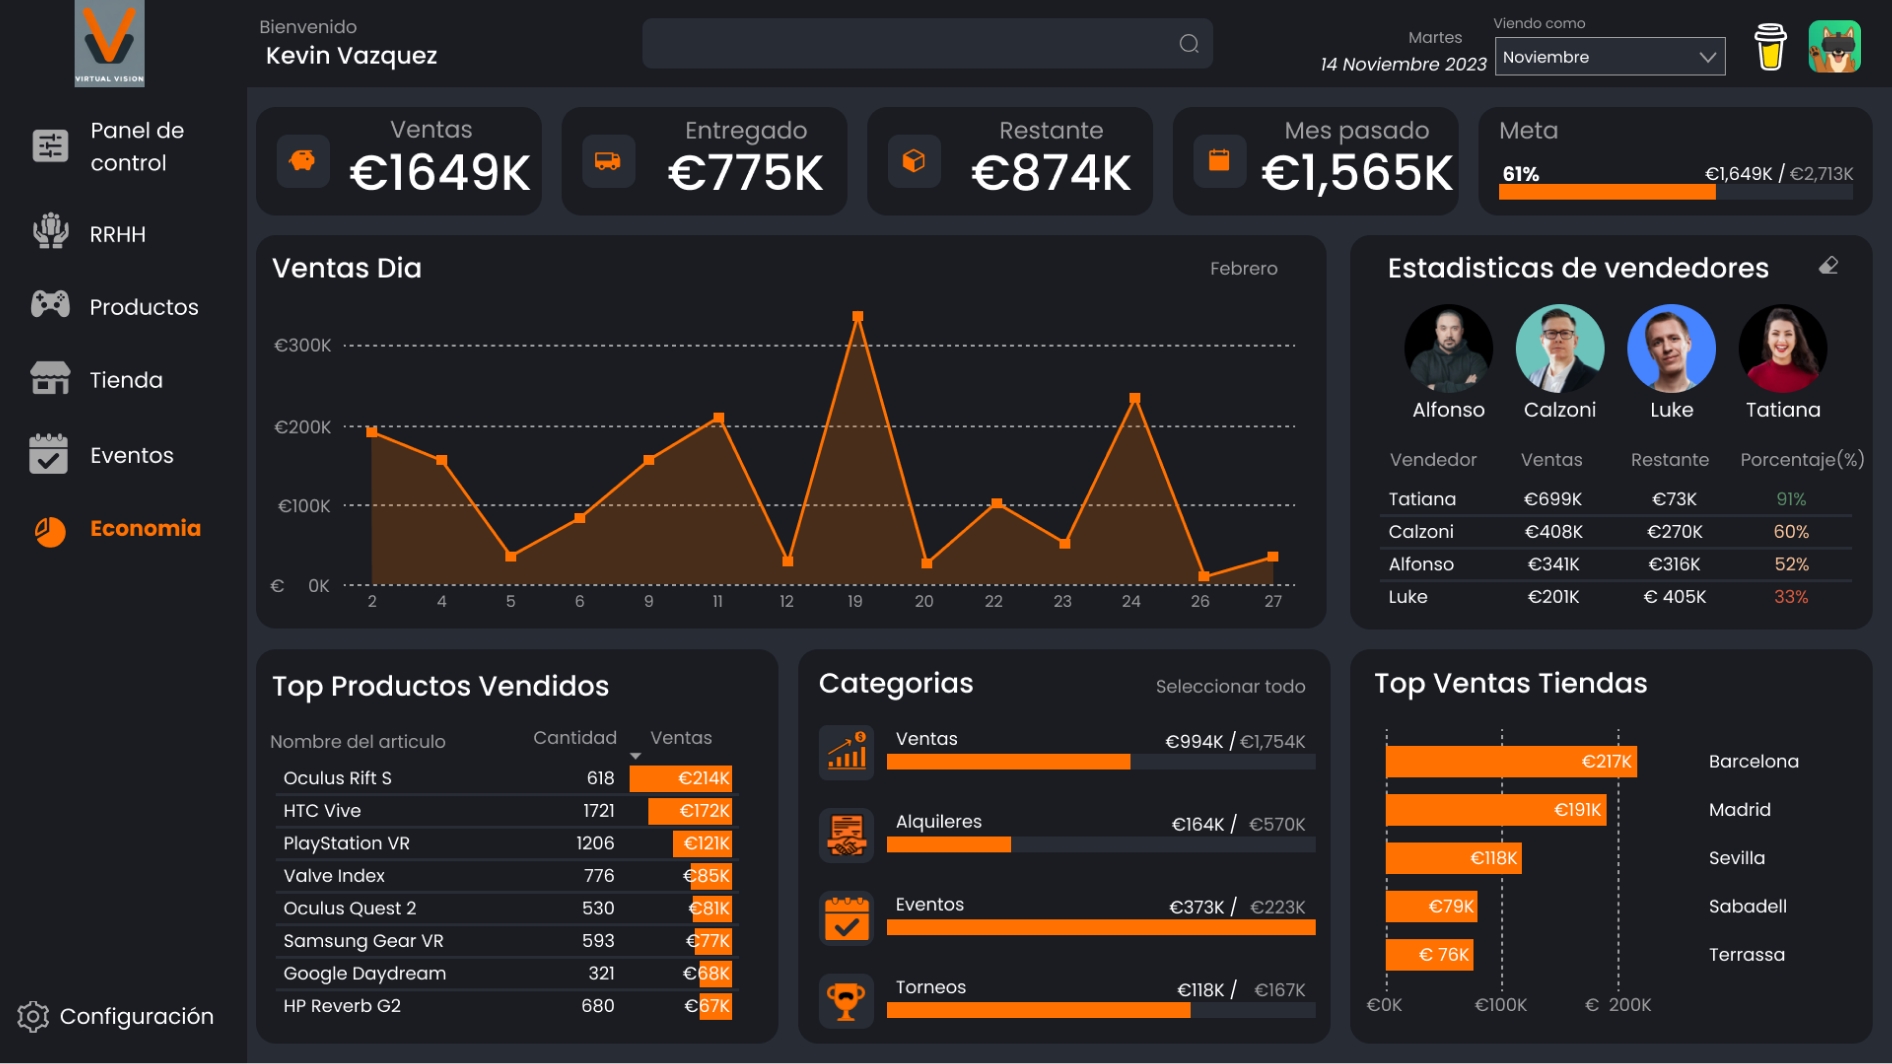 VIRTUAL VISION
Bienvenido
Kevin Vazquez
Martes
14 Noviembre 2023
Viendo como
Noviembre
Panel de
control
RRHH
Productos
Tienda
Eventos
Economia
Configuración
Ventas
€1649K
Entregado
€775K
Restante
€874K
Mes pasado
€1,565K
Meta
61% €1,649K / €2,713K
Ventas Dia
Febrero
€300K
€200K
€100K
€ 0K
2 4 5 6 9 11 12 19 20 22 23 24 26 27
Estadisticas de vendedores
Alfonso Calzoni Luke Tatiana
Vendedor Ventas Restante Porcentaje(%)
Tatiana €699K €73K 91%
Calzoni €408K €270K 60%
Alfonso €341K €316K 52%
Luke €201K € 405K 33%
Top Productos Vendidos
Nombre del articulo Cantidad Ventas
Oculus Rift S 618 €214K
HTC Vive 1721 €172K
PlayStation VR 1206 €121K
Valve Index 776 €85K
Oculus Quest 2 530 €81K
Samsung Gear VR 593 €77K
Google Daydream 321 €68K
HP Reverb G2 680 €67K
Categorias
Seleccionar todo
Ventas €994K / €1,754K
Alquileres €164K / €570K
Eventos €373K / €223K
Torneos €118K / €167K
Top Ventas Tiendas
€217K Barcelona
€191K Madrid
€118K Sevilla
€79K Sabadell
€ 76K Terrassa
€0K €100K € 200K